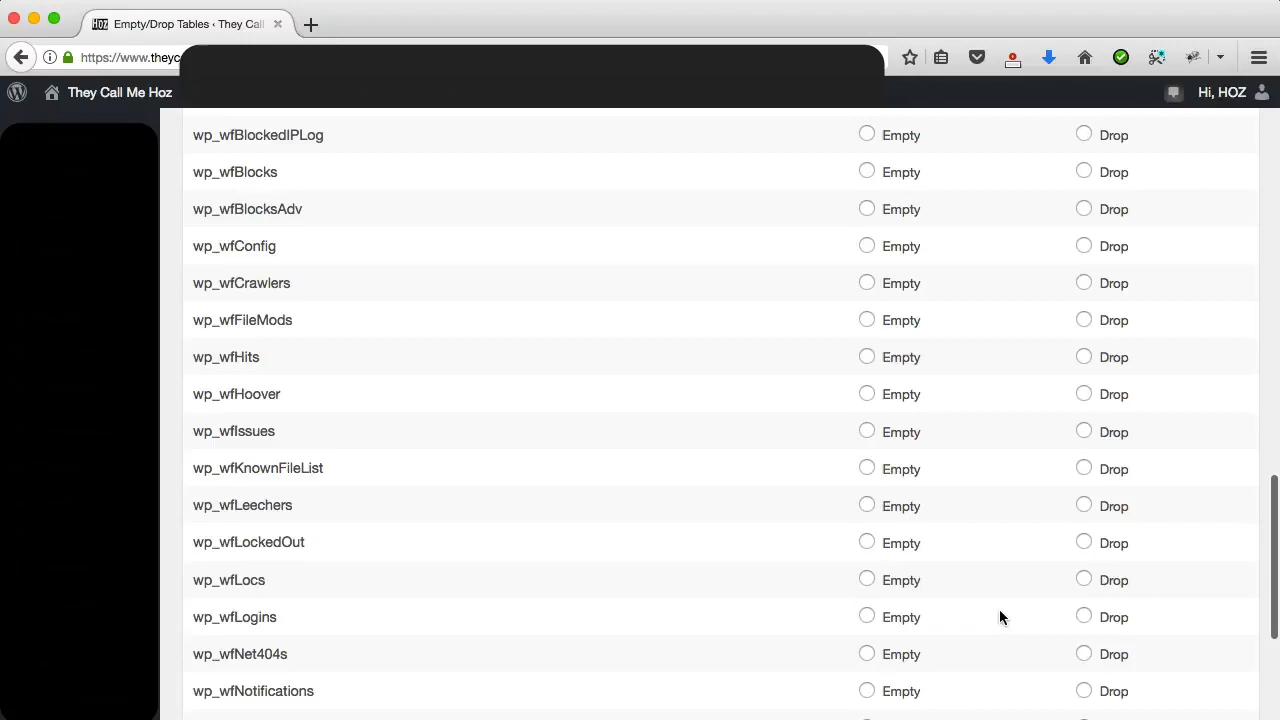 HOZ Empty/Drop Tables ‹ They Call
https://www.theyc
They Call Me Hoz
Hi, HOZ
wp_wfBlockedIPLog Empty Drop
wp_wfBlocks Empty Drop
wp_wfBlocksAdv Empty Drop
wp_wfConfig Empty Drop
wp_wfCrawlers Empty Drop
wp_wfFileMods Empty Drop
wp_wfHits Empty Drop
wp_wfHoover Empty Drop
wp_wfIssues Empty Drop
wp_wfKnownFileList Empty Drop
wp_wfLeechers Empty Drop
wp_wfLockedOut Empty Drop
wp_wfLocs Empty Drop
wp_wfLogins Empty Drop
wp_wfNet404s Empty Drop
wp_wfNotifications Empty Drop